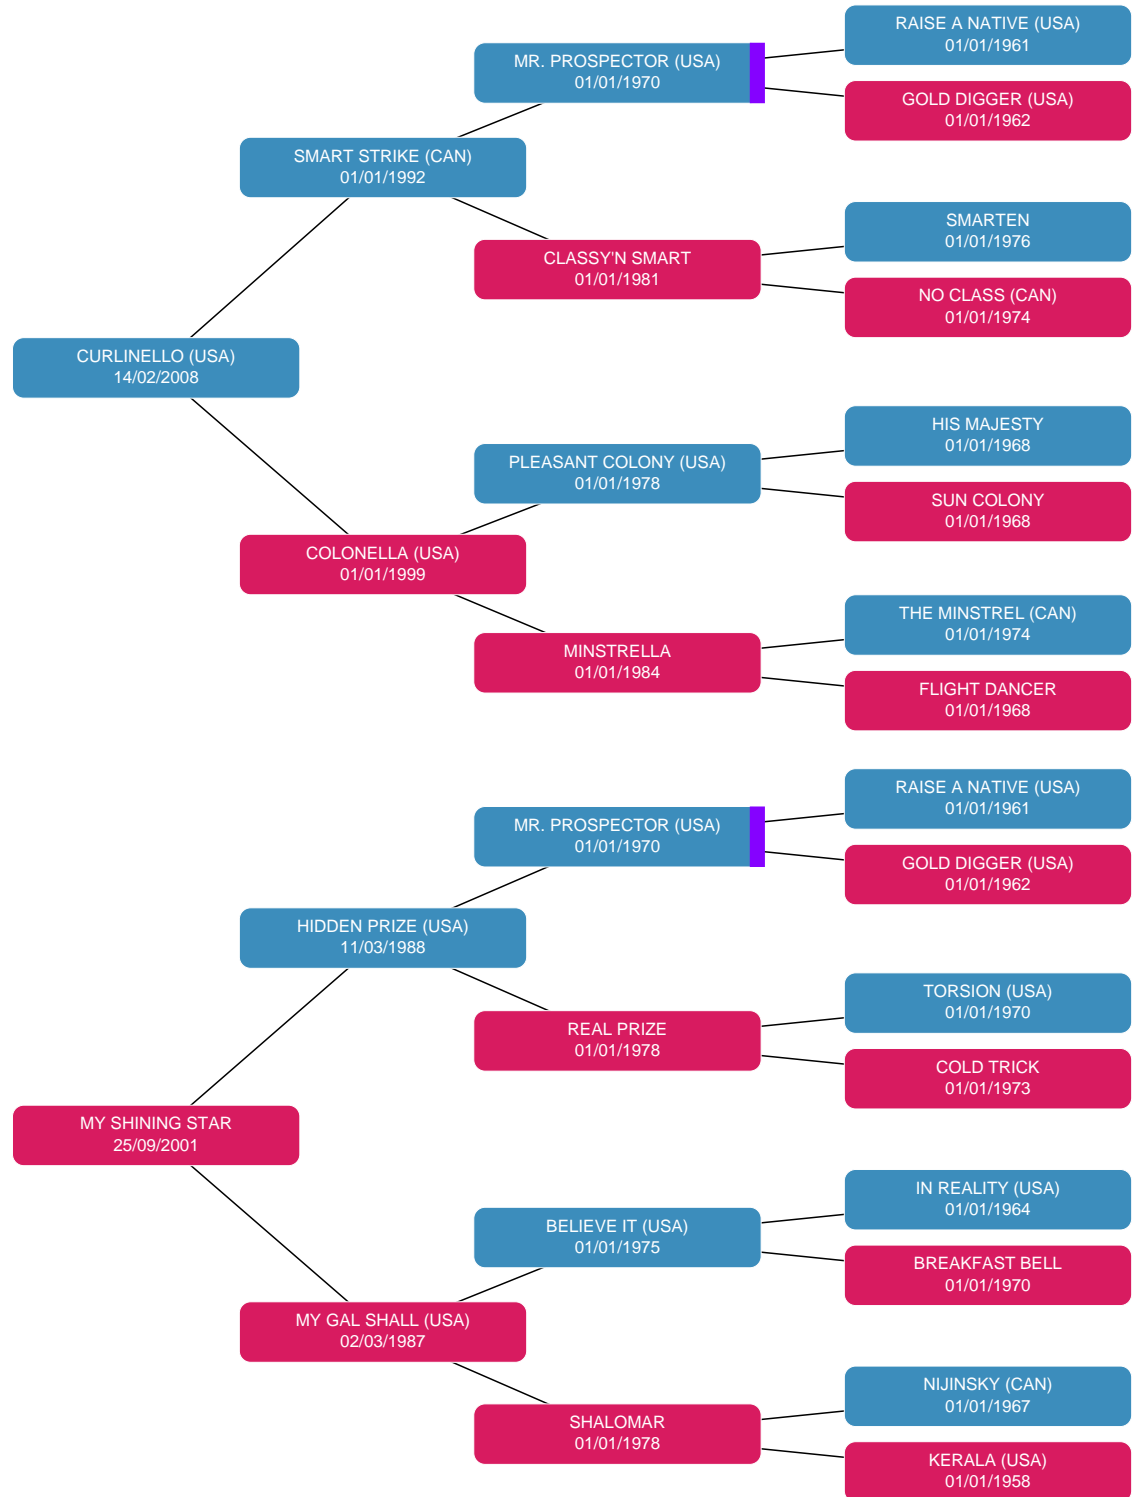 RAISE A NATIVE (USA)
01/01/1961
MR. PROSPECTOR (USA)
01/01/1970
GOLD DIGGER (USA)
01/01/1962
SMART STRIKE (CAN)
01/01/1992
SMARTEN
01/01/1976
CLASSY'N SMART
01/01/1981
NO CLASS (CAN)
01/01/1974
CURLINELLO (USA)
14/02/2008
HIS MAJESTY
01/01/1968
PLEASANT COLONY (USA)
01/01/1978
SUN COLONY
01/01/1968
COLONELLA (USA)
01/01/1999
THE MINSTREL (CAN)
01/01/1974
MINSTRELLA
01/01/1984
FLIGHT DANCER
01/01/1968
RAISE A NATIVE (USA)
01/01/1961
MR. PROSPECTOR (USA)
01/01/1970
GOLD DIGGER (USA)
01/01/1962
HIDDEN PRIZE (USA)
11/03/1988
TORSION (USA)
01/01/1970
REAL PRIZE
01/01/1978
COLD TRICK
01/01/1973
MY SHINING STAR
25/09/2001
IN REALITY (USA)
01/01/1964
BELIEVE IT (USA)
01/01/1975
BREAKFAST BELL
01/01/1970
MY GAL SHALL (USA)
02/03/1987
NIJINSKY (CAN)
01/01/1967
SHALOMAR
01/01/1978
KERALA (USA)
01/01/1958